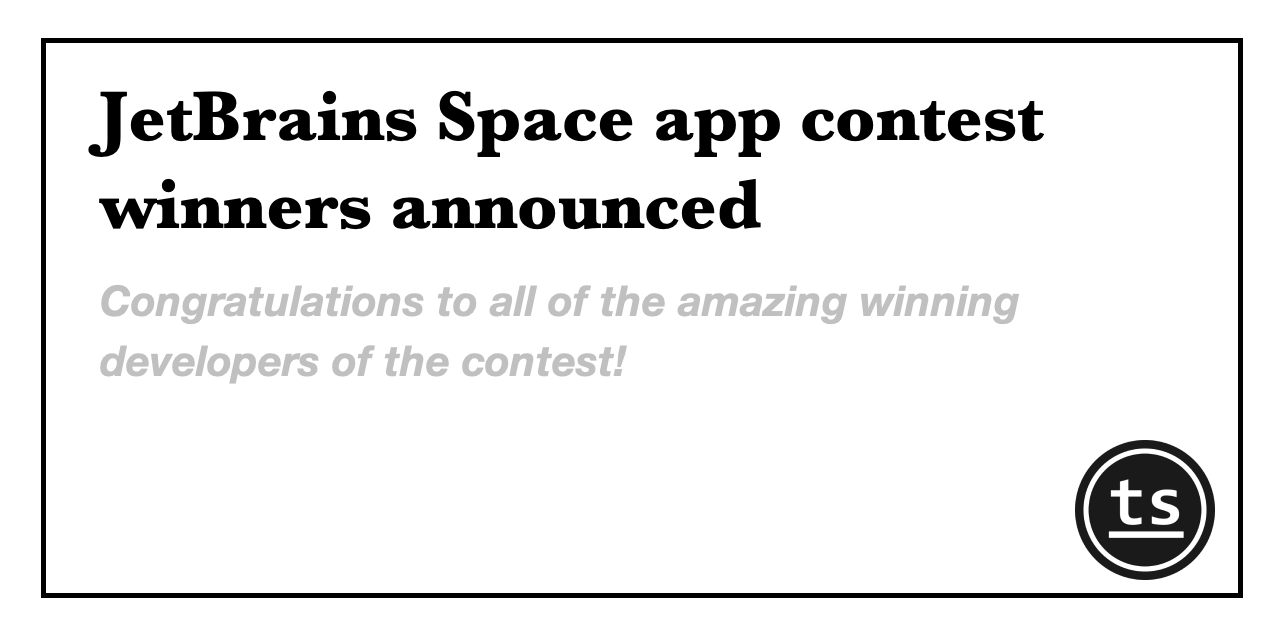 JetBrains Space app contest
winners announced
Congratulations to all of the amazing winning
developers of the contest!
ts